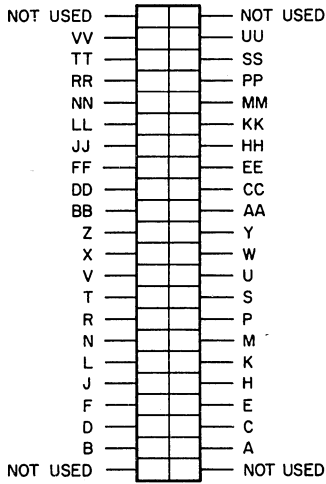 NOT USED NOT USED
VV UU
TT SS
RR PP
NN MM
LL KK
JJ HH
FF EE
DD CC
BB AA
Z Y
X W
V U
T S
R P
N M
L K
J H
F E
D C
B A
NOT USED NOT USED